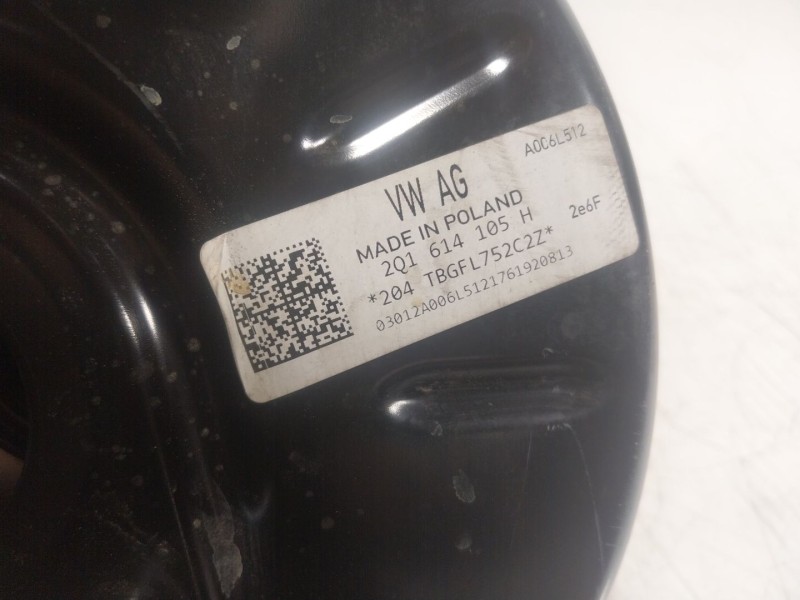 A0C6L512
VW AG
MADE IN POLAND
2Q1 614 105 H 2e6F
*204 TBGFL752C2Z*
03012A006L5121761920813